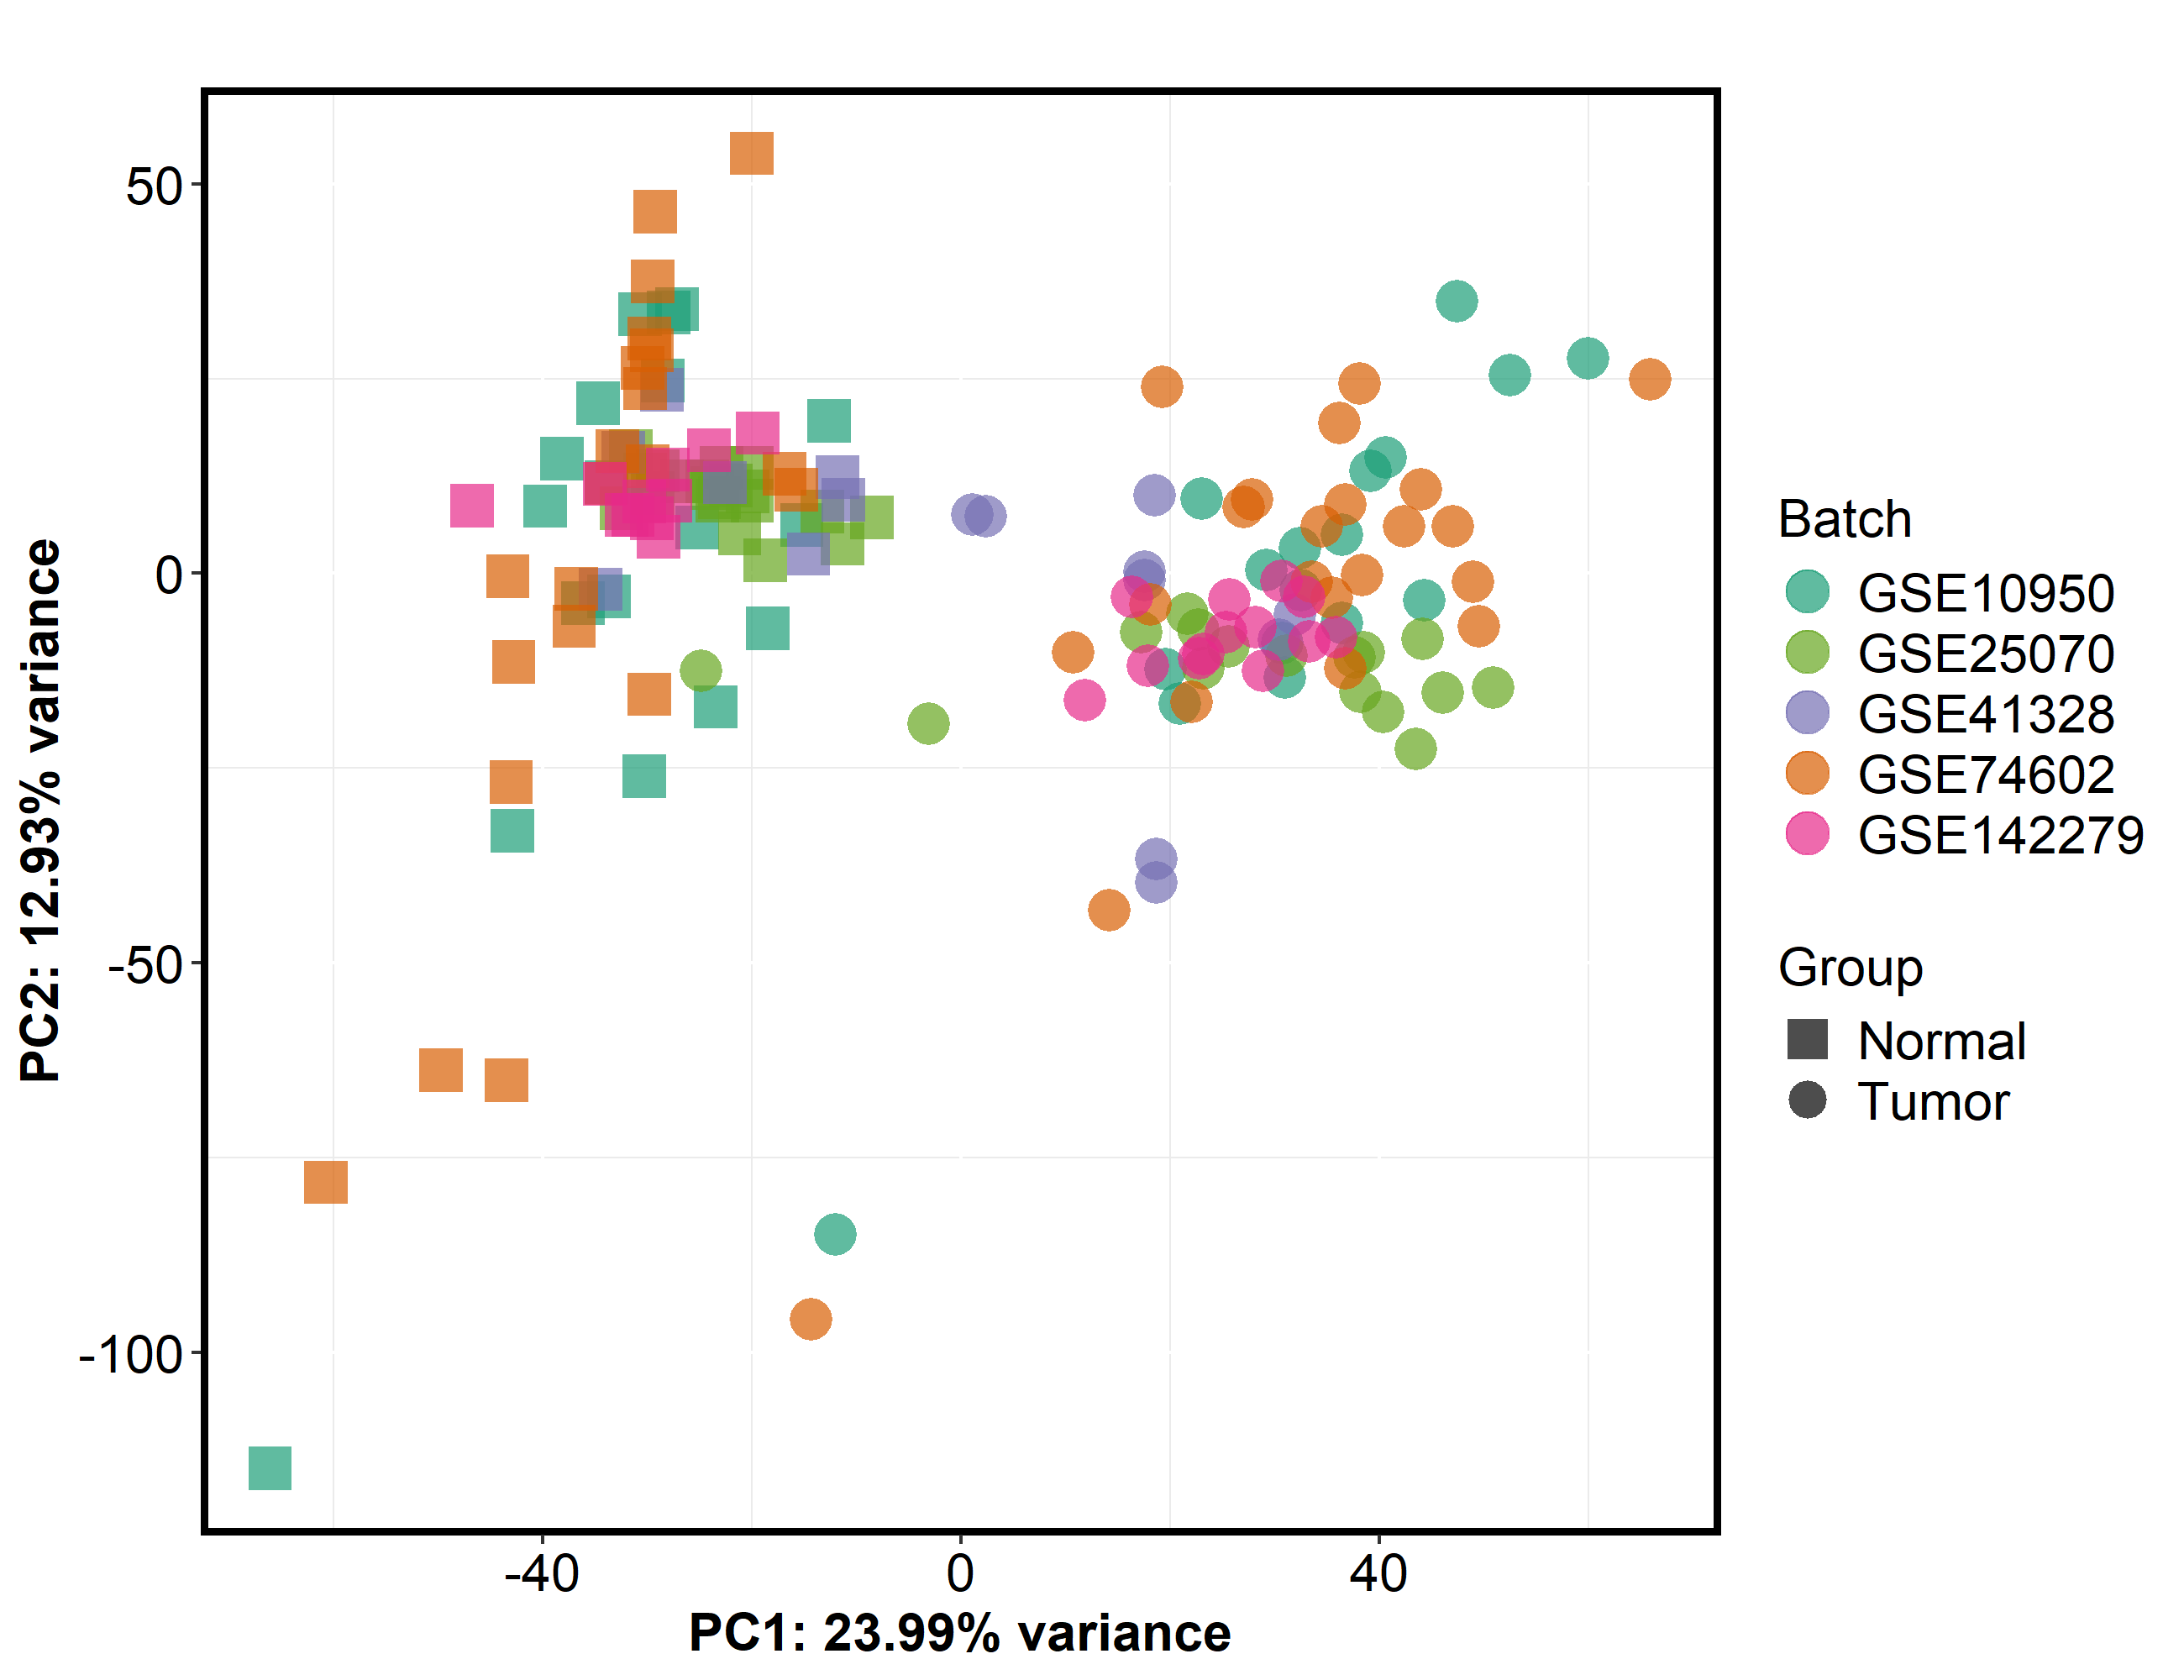 50
0
-50
-100
PC2: 12.93% variance
-40
0
40
PC1: 23.99% variance
Batch
GSE10950
GSE25070
GSE41328
GSE74602
GSE142279
Group
Normal
Tumor